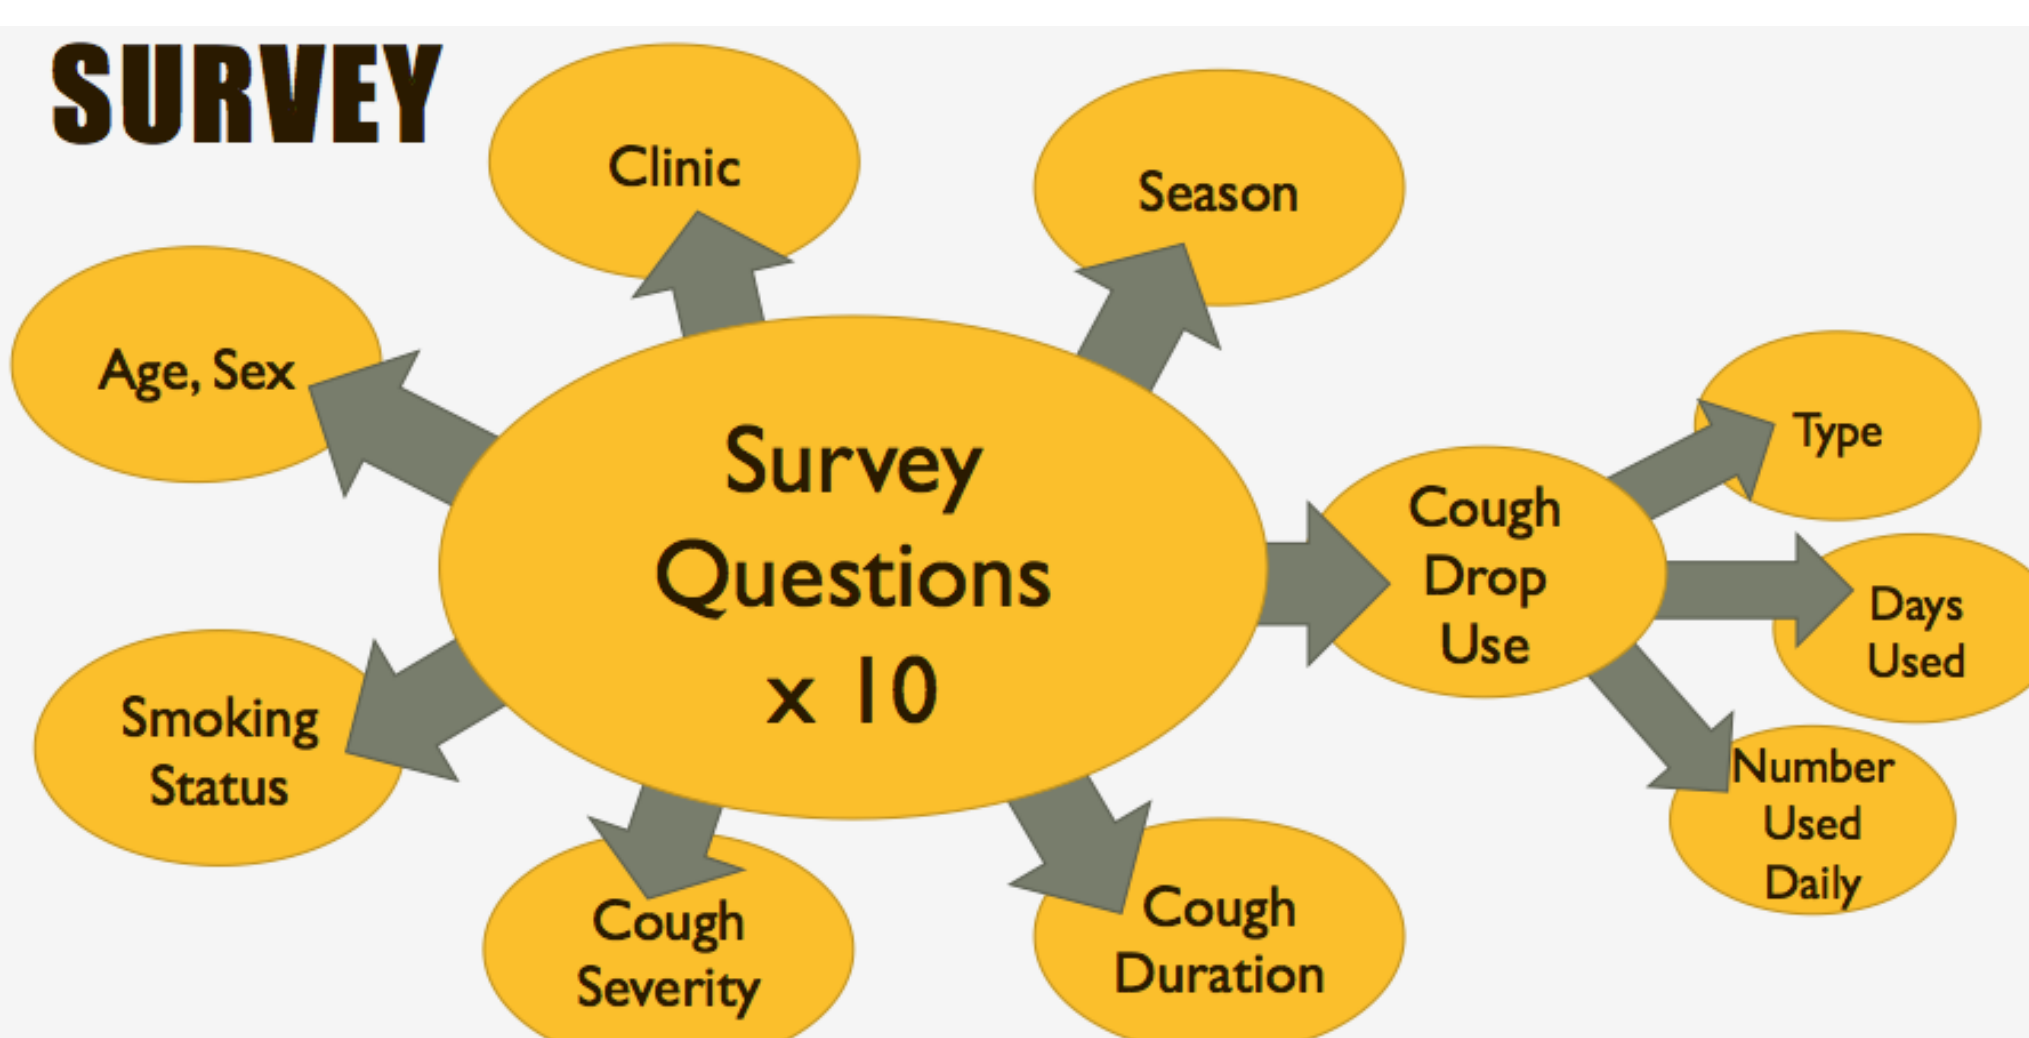 SURVEY
Clinic
Season
Age, Sex
Survey
Questions
x 10
Cough
Drop
Use
Type
Days
Used
Number
Used
Daily
Smoking
Status
Cough
Severity
Cough
Duration